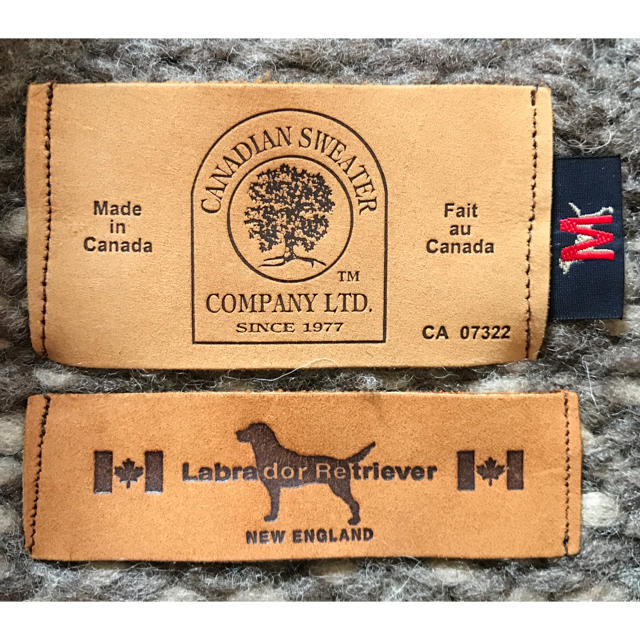 CANADIAN SWEATER
TM
COMPANY LTD.
SINCE 1977
Made
in
Canada
Fait
au
Canada
CA 07322
M
Labrador Retriever
NEW ENGLAND